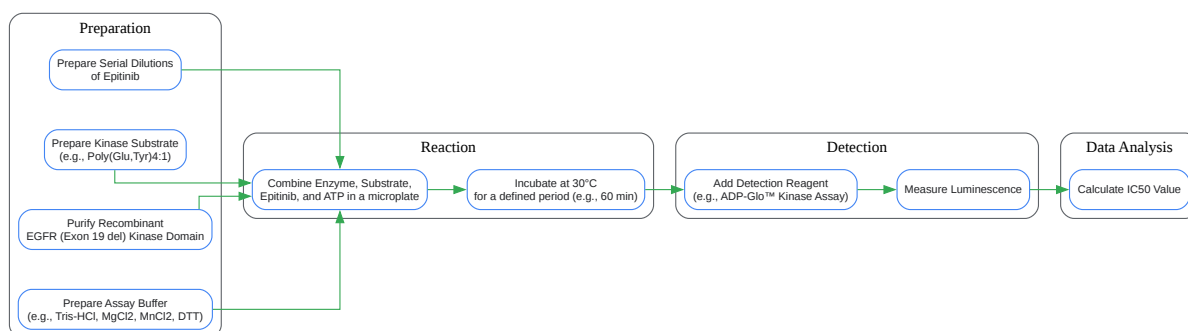 Preparation
Prepare Serial Dilutions
of Epitinib
Prepare Kinase Substrate
(e.g., Poly(Glu,Tyr)4:1)
Purify Recombinant
EGFR (Exon 19 del) Kinase Domain
Prepare Assay Buffer
(e.g., Tris-HCl, MgCl2, MnCl2, DTT)
Reaction
Combine Enzyme, Substrate,
Epitinib, and ATP in a microplate
Incubate at 30°C
for a defined period (e.g., 60 min)
Detection
Add Detection Reagent
(e.g., ADP-Glo™ Kinase Assay)
Measure Luminescence
Data Analysis
Calculate IC50 Value